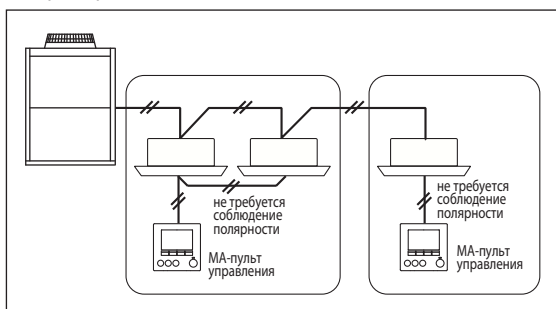 не требуется
соблюдение
полярности
МА-пульт
управления
не требуется
соблюдение
полярности
МА-пульт
управления